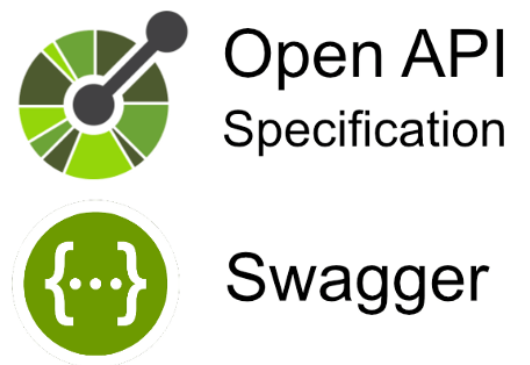 Open API
Specification
{...}
Swagger